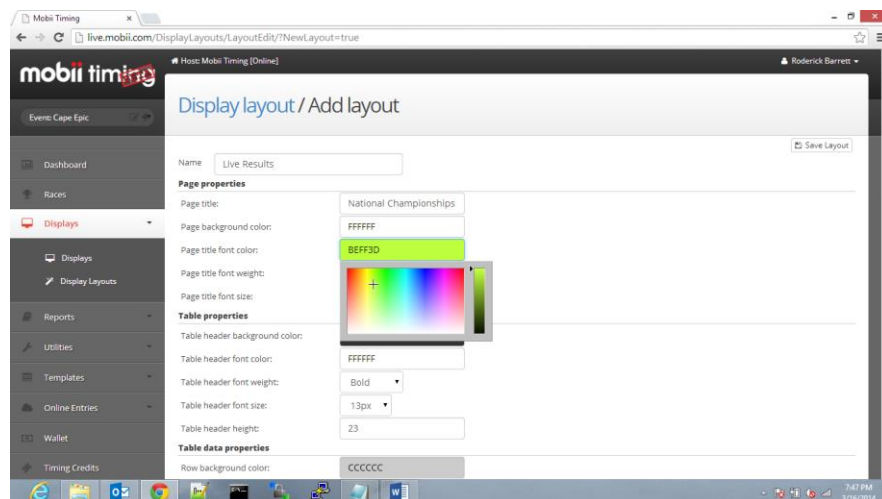 Mobii Timing
live.mobii.com/DisplayLayouts/LayoutEdit/?NewLayout=true
mobii timing
Host: Mobii Timing [Online]
Roderick Barrett
Event: Cape Epic
Display layout / Add layout
Save Layout
Dashboard
Races
Displays
Displays
Display Layouts
Reports
Utilities
Templates
Online Entries
Wallet
Timing Credits
Name Live Results
Page properties
Page title: National Championships
Page background color: FFFFFF
Page title font color: BEFF3D
Page title font weight:
Page title font size:
Table properties
Table header background color:
Table header font color: FFFFFF
Table header font weight: Bold
Table header font size: 13px
Table header height: 23
Table data properties
Row background color: CCCCCC
7:47 PM